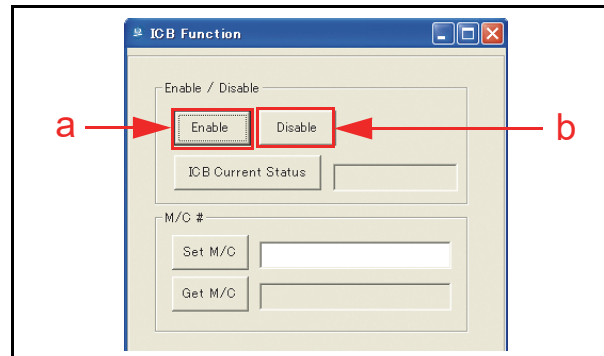 ICB Function
Enable / Disable
a
Enable
Disable
b
ICB Current Status
M/C #
Set M/C
Get M/C